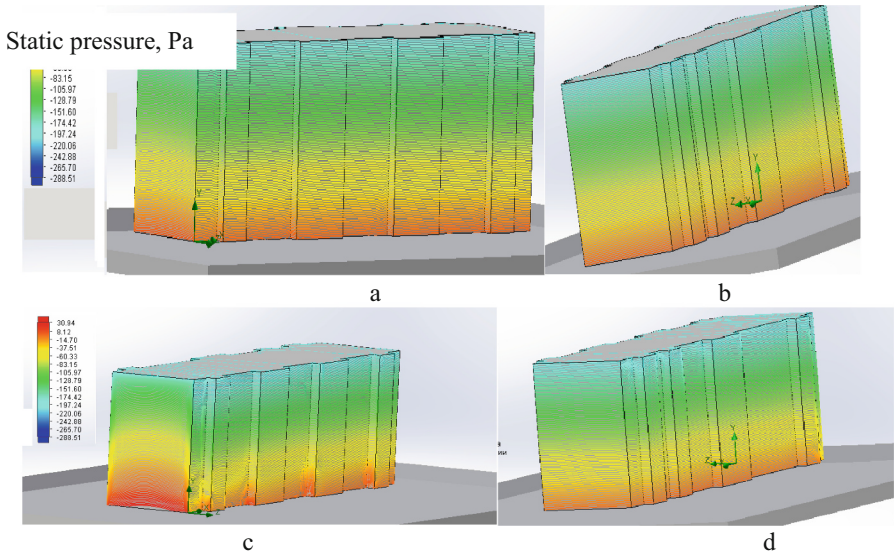 Static pressure, Pa
-83.15
-105.97
-128.79
-151.60
-174.42
-197.24
-220.06
-242.88
-265.70
-288.51
Y
X
Y
Z
X
a
b
30.94
8.12
-14.70
-37.51
-60.33
-83.15
-105.97
-128.79
-151.60
-174.42
-197.24
-220.06
-242.88
-265.70
-288.51
Y
X
Z
Y
Z
X
c
d